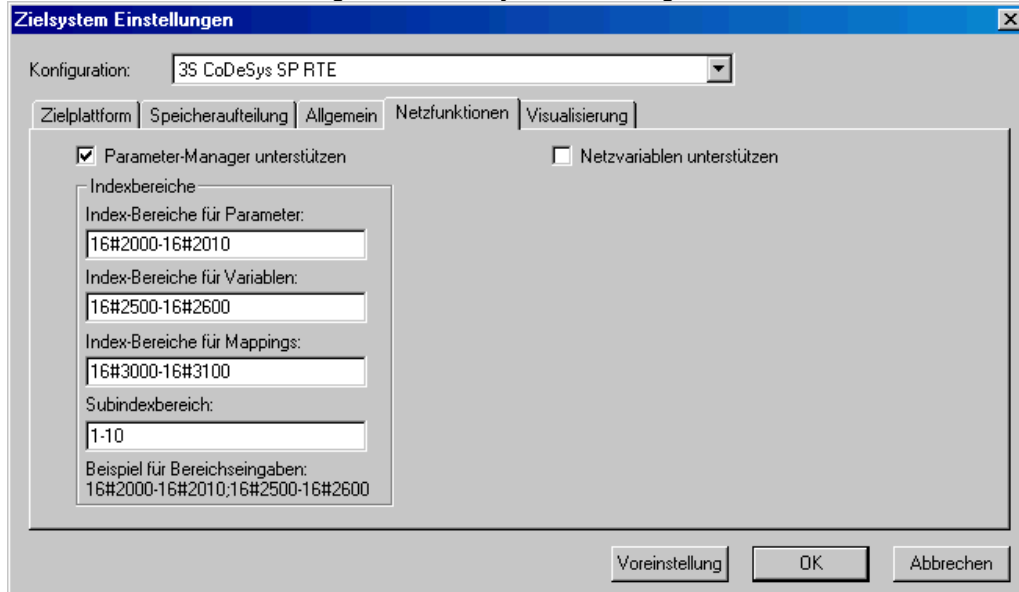 Zielsystem Einstellungen
Konfiguration: 3S CoDeSys SP RTE
Zielplattform Speicheraufteilung Allgemein Netzfunktionen Visualisierung
Parameter-Manager unterstützen Netzvariablen unterstützen
Indexbereiche
Index-Bereiche für Parameter:
16#2000-16#2010
Index-Bereiche für Variablen:
16#2500-16#2600
Index-Bereiche für Mappings:
16#3000-16#3100
Subindexbereich:
1-10
Beispiel für Bereichseingaben:
16#2000-16#2010;16#2500-16#2600
Voreinstellung OK Abbrechen